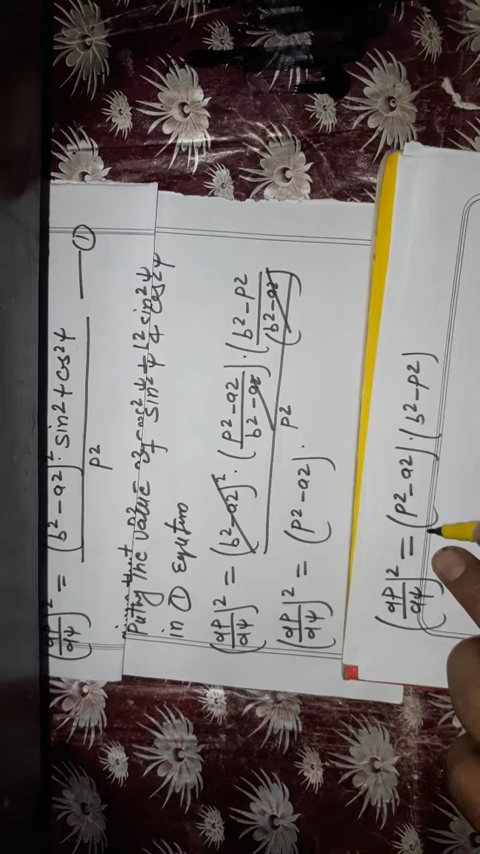 (dp/dψ)² = (b²-a²)². sin²ψ cos²ψ / p² — ①
Putting the value of sin²ψ & cos²ψ
in ① equation
(dp/dψ)² = (b²-a²)². (p²-a²/b²-a²). (b²-p²/b²-a²) / p²
(dp/dψ)² = (p²-a²).
(dp/dψ)² = (p²-a²).(b²-p²)